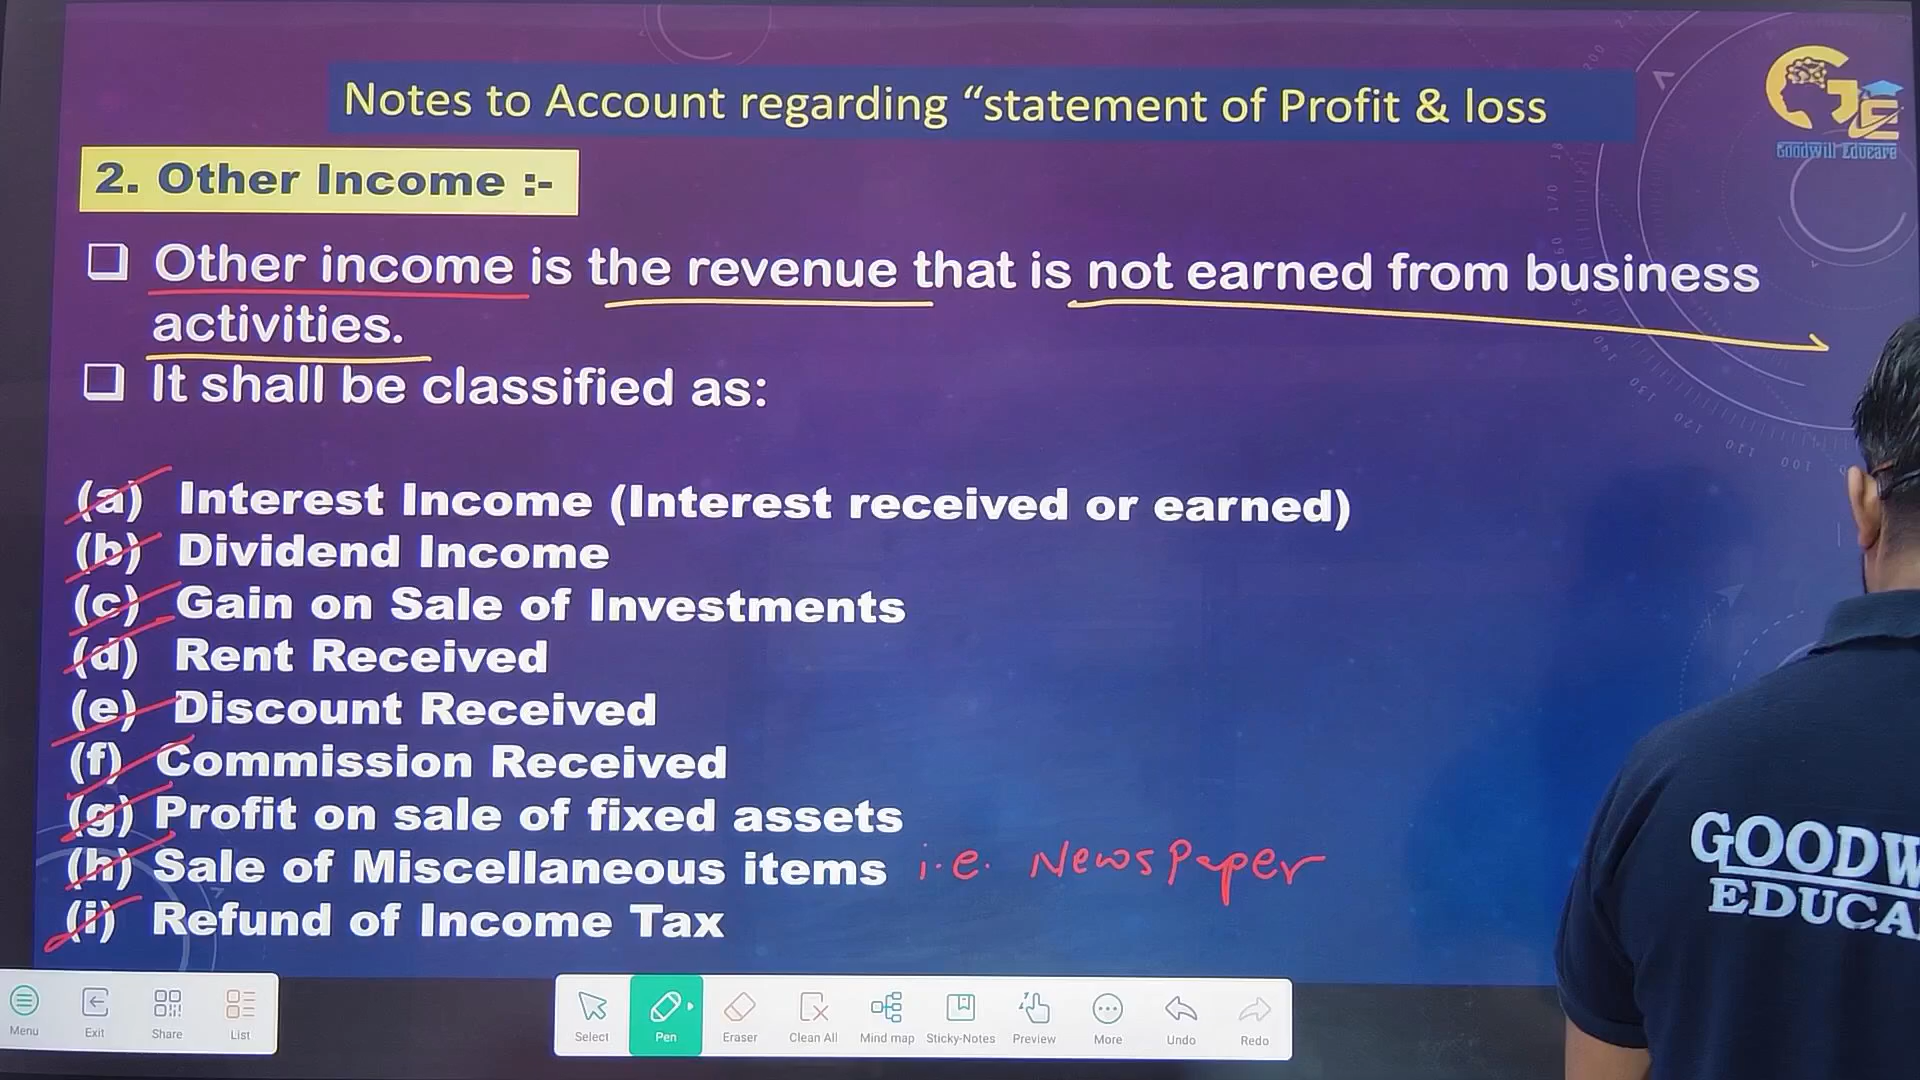 Notes to Account regarding “statement of Profit & loss
Goodwill Educare
2. Other Income :-
❑ Other income is the revenue that is not earned from business
activities.
❑ It shall be classified as:
(a) Interest Income (Interest received or earned)
(b) Dividend Income
(c) Gain on Sale of Investments
(d) Rent Received
(e) Discount Received
(f) Commission Received
(g) Profit on sale of fixed assets
(h) Sale of Miscellaneous items i.e. Newspaper
(i) Refund of Income Tax
GOODW
EDUCA
Menu Exit Share List
Select Pen Eraser Clean All Mind map Sticky-Notes Preview More Undo Redo